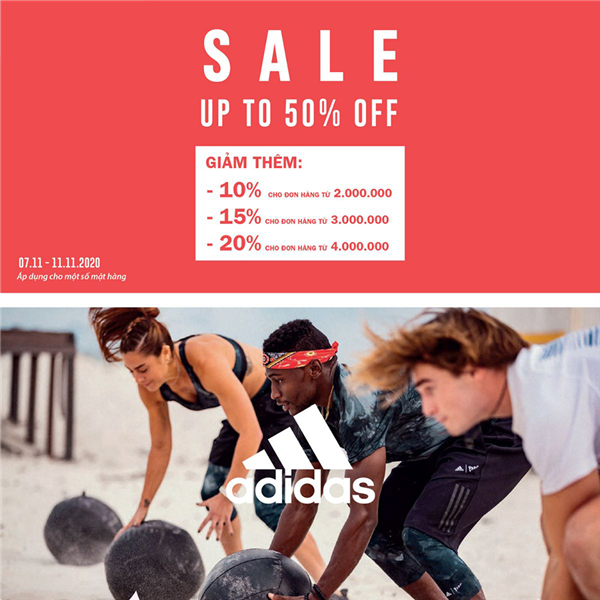 SALE
UP TO 50% OFF
GIẢM THÊM:
- 10% CHO ĐƠN HÀNG TỪ 2.000.000
- 15% CHO ĐƠN HÀNG TỪ 3.000.000
- 20% CHO ĐƠN HÀNG TỪ 4.000.000
07.11 - 11.11.2020
Áp dụng cho một số mặt hàng
adidas